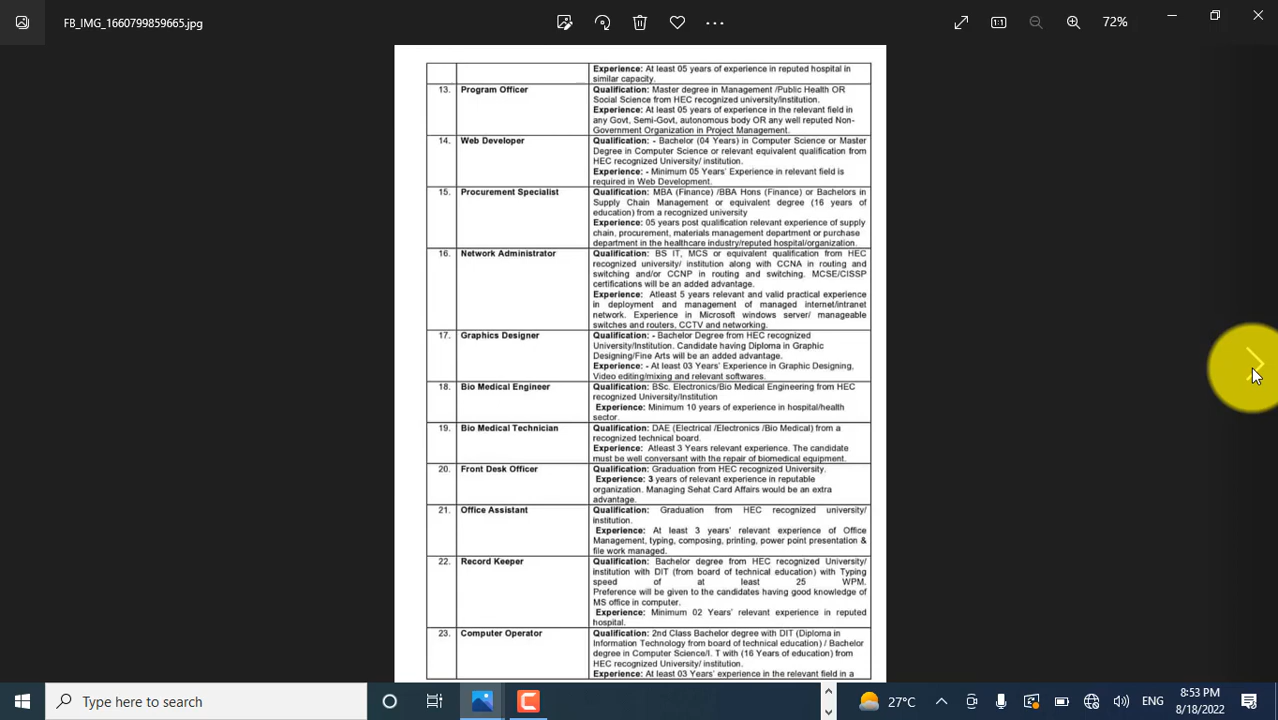 FB_IMG_1660799859665.jpg
72%
Experience: At least 05 years of experience in reputed hospital in
similar capacity.
13. Program Officer
Qualification: Master degree in Management /Public Health OR
Social Science from HEC recognized university/institution.
Experience: At least 05 years of experience in the relevant field in
any Govt, Semi-Govt, autonomous body OR any well reputed Non-
Government Organization in Project Management.
14. Web Developer
Qualification: - Bachelor (04 Years) in Computer Science or Master
Degree in Computer Science or relevant equivalent qualification from
HEC recognized University/ institution.
Experience: - Minimum 05 Years' Experience in relevant field is
required in Web Development.
15. Procurement Specialist
Qualification: MBA (Finance) /BBA Hons (Finance) or Bachelors in
Supply Chain Management or equivalent degree (16 years of
education) from a recognized university
Experience: 05 years post qualification relevant experience of supply
chain, procurement, materials management department or purchase
department in the healthcare industry/reputed hospital/organization.
16. Network Administrator
Qualification: BS IT, MCS or equivalent qualification from HEC
recognized university/ institution along with CCNA in routing and
switching and/or CCNP in routing and switching. MCSE/CISSP
certifications will be an added advantage.
Experience: Atleast 5 years relevant and valid practical experience
in deployment and management of managed internet/intranet
network. Experience in Microsoft windows server/ manageable
switches and routers, CCTV and networking.
17. Graphics Designer
Qualification: - Bachelor Degree from HEC recognized
University/Institution. Candidate having Diploma in Graphic
Designing/Fine Arts will be an added advantage.
Experience: - At least 03 Years' Experience in Graphic Designing,
Video editing/mixing and relevant softwares.
18. Bio Medical Engineer
Qualification: BSc. Electronics/Bio Medical Engineering from HEC
recognized University/Institution
Experience: Minimum 10 years of experience in hospital/health
sector.
19. Bio Medical Technician
Qualification: DAE (Electrical /Electronics /Bio Medical) from a
recognized technical board.
Experience: Atleast 3 Years relevant experience. The candidate
must be well conversant with the repair of biomedical equipment.
20. Front Desk Officer
Qualification: Graduation from HEC recognized University.
Experience: 3 years of relevant experience in reputable
organization. Managing Sehat Card Affairs would be an extra
advantage.
21. Office Assistant
Qualification: Graduation from HEC recognized university/
institution.
Experience: At least 3 years' relevant experience of Office
Management, typing, composing, printing, power point presentation &
file work managed.
22. Record Keeper
Qualification: Bachelor degree from HEC recognized University/
institution with DIT (from board of technical education) with Typing
speed of at least 25 WPM.
Preference will be given to the candidates having good knowledge of
MS office in computer.
Experience: Minimum 02 Years' relevant experience in reputed
hospital.
23. Computer Operator
Qualification: 2nd Class Bachelor degree with DIT (Diploma in
Information Technology from board of technical education) / Bachelor
degree in Computer Science/I. T with (16 Years of education) from
HEC recognized University/ institution.
Experience: At least 03 Years' experience in the relevant field in a
Type here to search
27°C
ENG
8:53 PM
8/18/2022